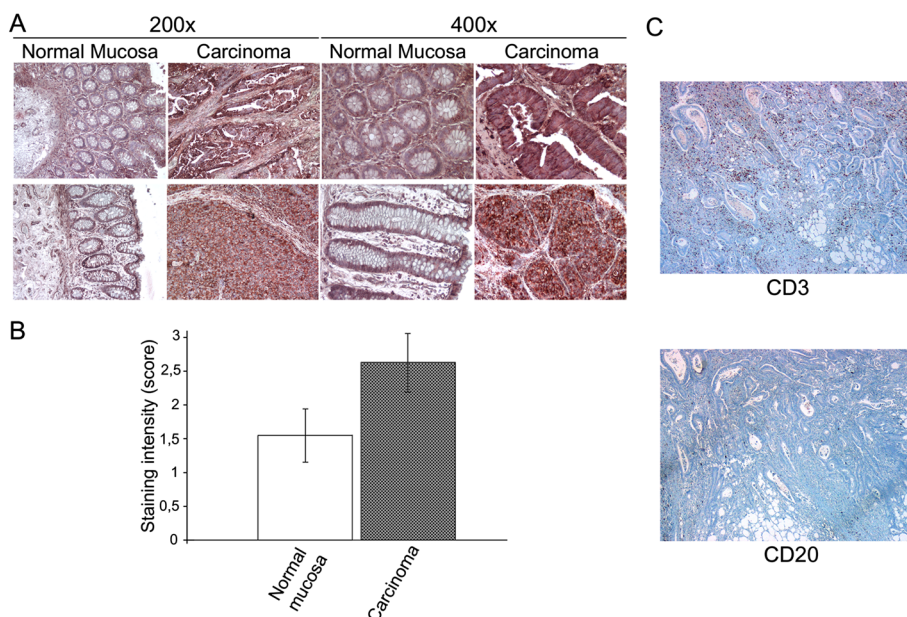 A
200x
400x
Normal Mucosa
Carcinoma
Normal Mucosa
Carcinoma
B
Staining intensity (score)
3
2,5
2
1,5
1
0,5
0
Normal
mucosa
Carcinoma
C
CD3
CD20